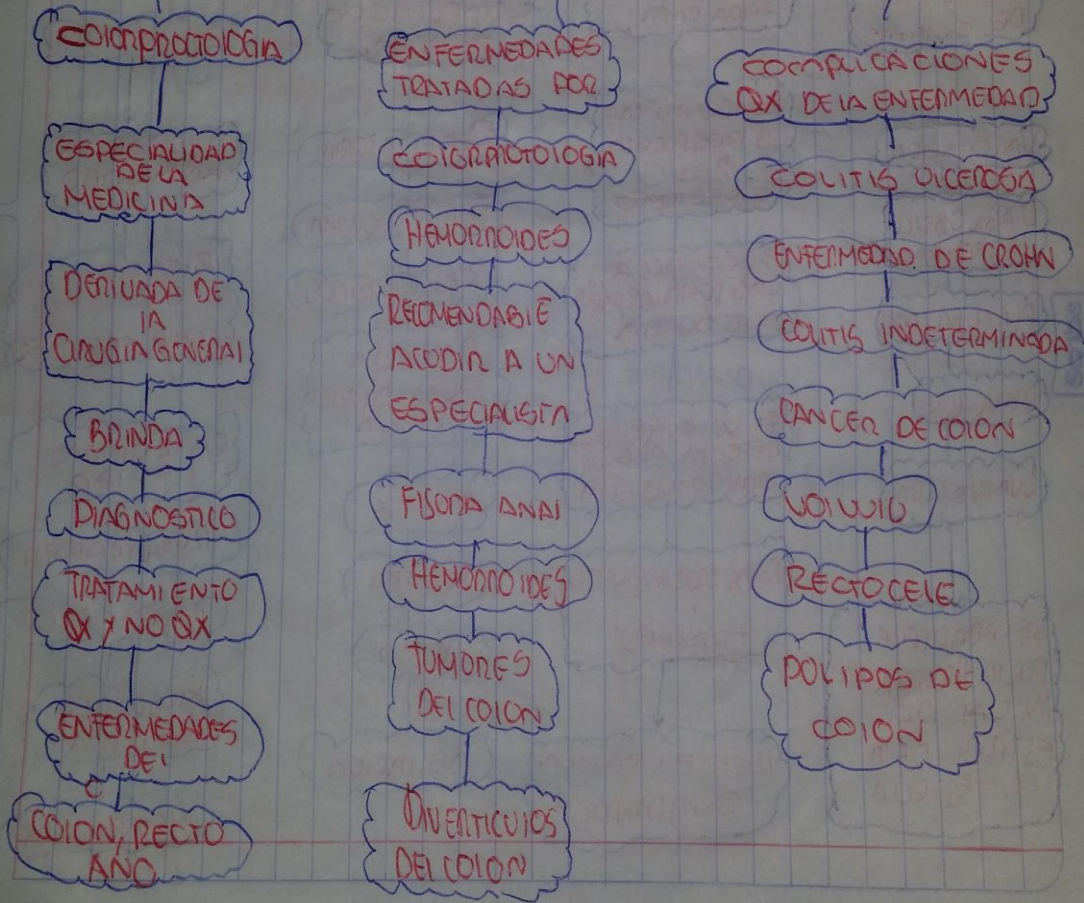 COLORPROCTOLOGIA
ESPECIALIDAD
DE LA
MEDICINA
DERIVADA DE
LA
CIRUGIA GENERAL
BRINDA
DIAGNOSTICO
TRATAMIENTO
QX Y NO QX
ENFERMEDADES
DEL
C
COLON, RECTO
ANO
ENFERMEDADES
TRATADAS POR
COLORPROTOLOGIA
HEMORROIDES
RECOMENDABLE
ACUDIR A UN
ESPECIALISTA
FISURA ANAL
HEMORROIDES
TUMORES
DEL COLON
DIVERTICULOS
DEL COLON
COMPLICACIONES
QX DE LA ENFERMEDAD
COLITIS ULCEROSA
ENFERMEDAD DE CROHN
COLITIS INDETERMINADA
CANCER DE COLON
VOLVULO
RECTOCELE
POLIPOS DE
COLON